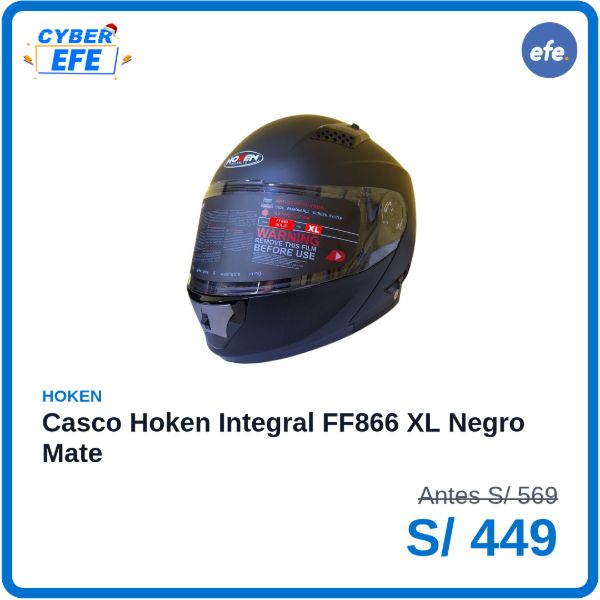 CYBER
EFE
efe.
HOKEN
XL
WARNING
REMOVE THIS FILM
BEFORE USE
HOKEN
Casco Hoken Integral FF866 XL Negro
Mate
Antes S/ 569
S/ 449